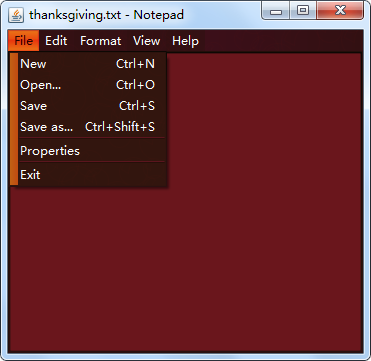 thanksgiving.txt - Notepad
File Edit Format View Help
New Ctrl+N
Open... Ctrl+O
Save Ctrl+S
Save as... Ctrl+Shift+S
Properties
Exit